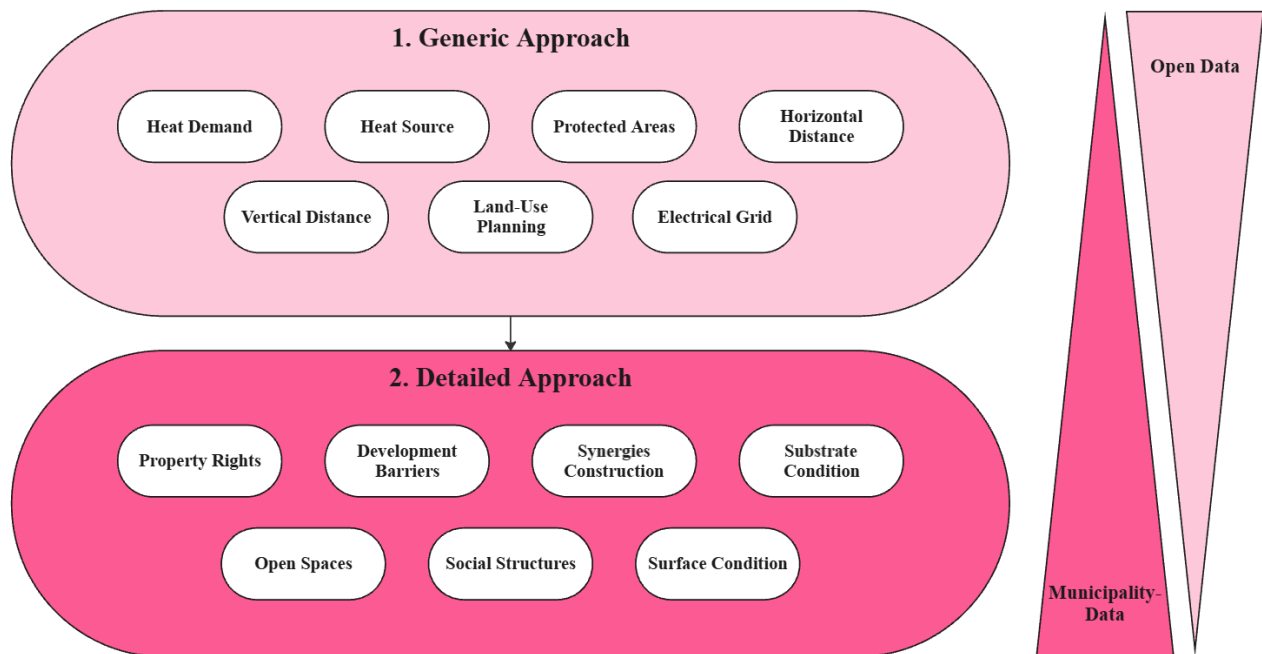 1. Generic Approach
Open Data
Heat Demand
Heat Source
Protected Areas
Horizontal
Distance
Vertical Distance
Land-Use
Planning
Electrical Grid
2. Detailed Approach
Property Rights
Development
Barriers
Synergies
Construction
Substrate
Condition
Open Spaces
Social Structures
Surface Condition
Municipality-
Data